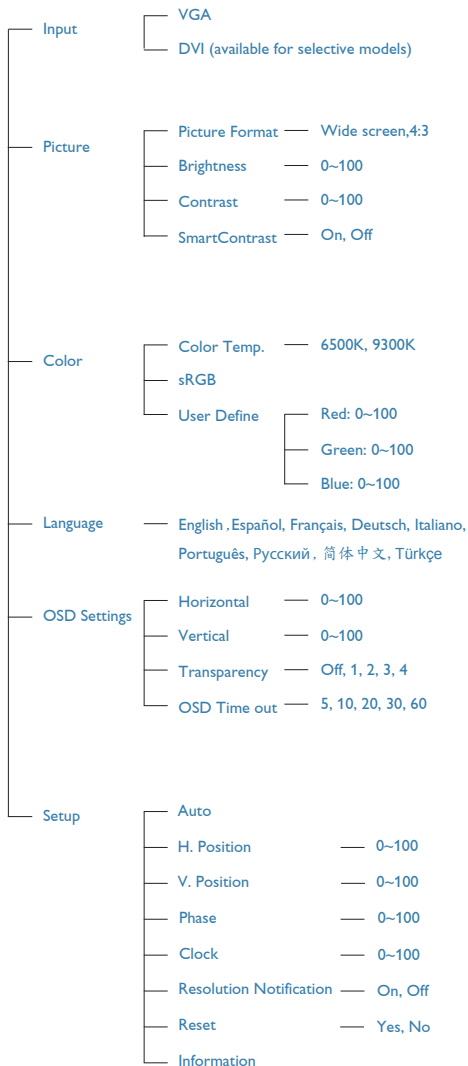 Input
VGA
DVI (available for selective models)
Picture
Picture Format
Wide screen,4:3
Brightness
0~100
Contrast
0~100
SmartContrast
On, Off
Color
Color Temp.
6500K, 9300K
sRGB
User Define
Red: 0~100
Green: 0~100
Blue: 0~100
Language
English , Español, Français, Deutsch, Italiano,
Português, Русский , 简体中文, Türkçe
OSD Settings
Horizontal
0~100
Vertical
0~100
Transparency
Off, 1, 2, 3, 4
OSD Time out
5, 10, 20, 30, 60
Setup
Auto
H. Position
0~100
V. Position
0~100
Phase
0~100
Clock
0~100
Resolution Notification
On, Off
Reset
Yes, No
Information